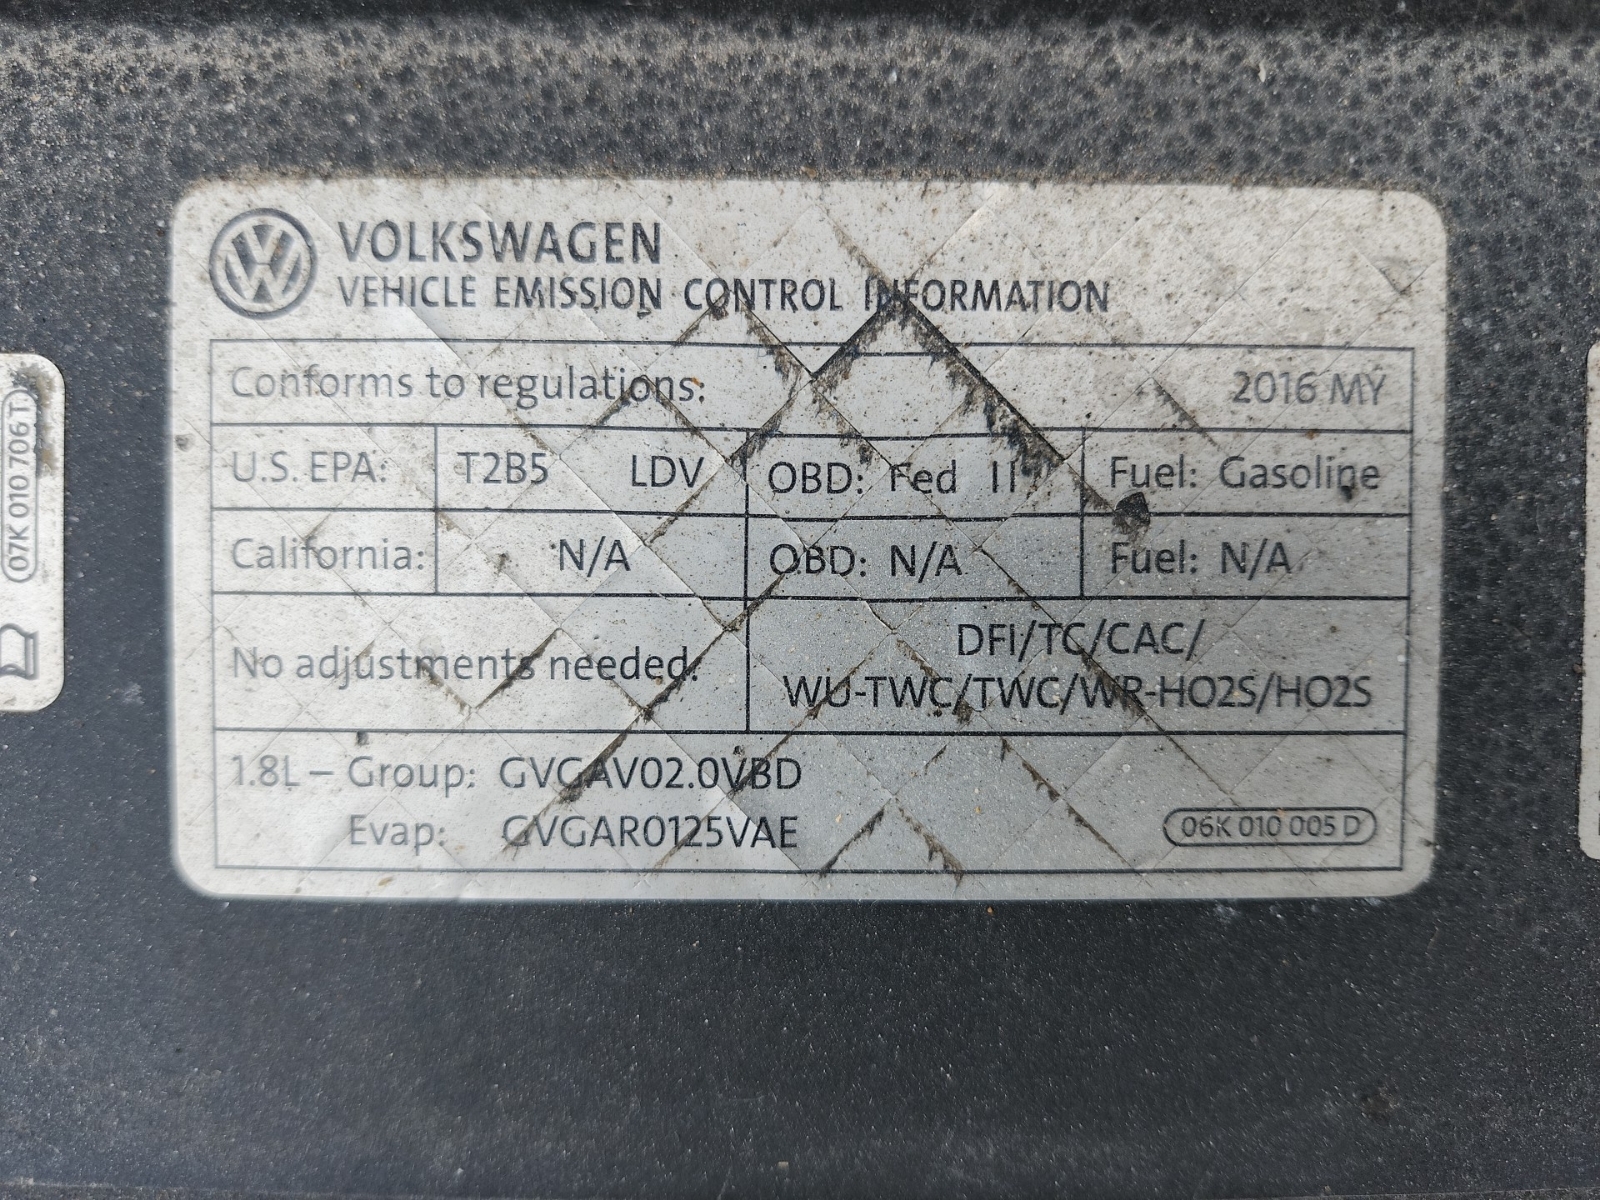 VOLKSWAGEN
VEHICLE EMISSION CONTROL INFORMATION
Conforms to regulations: 2016 MY
U.S. EPA: T2B5 LDV OBD: Fed II Fuel: Gasoline
California: N/A OBD: N/A Fuel: N/A
No adjustments needed.
DFI/TC/CAC/
WU-TWC/TWC/WR-HO2S/HO2S
1.8L – Group: GVGAV02.0VBD
Evap: GVGAR0125VAE
06K 010 005 D
07K 010 706 T